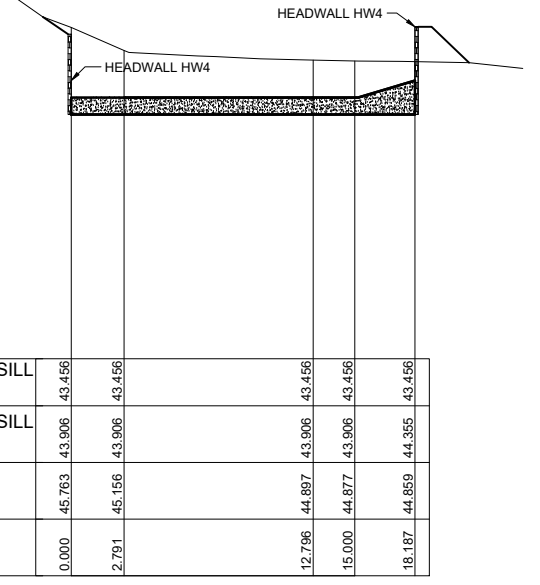 HEADWALL HW4
HEADWALL HW4
SILL 43.456 43.456 43.456 43.456 43.456
SILL 43.906 43.906 43.906 43.906 44.355
45.763 45.156 44.897 44.877 44.859
0.000 2.791 12.796 15.000 18.187